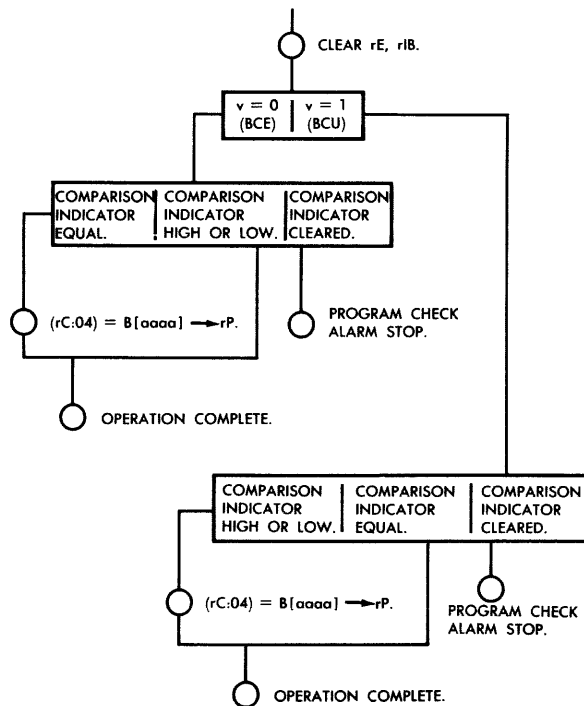 CLEAR rE, rIB.
v = 0 | v = 1
(BCE) | (BCU)
COMPARISON
INDICATOR
EQUAL.
COMPARISON
INDICATOR
HIGH OR LOW.
COMPARISON
INDICATOR
CLEARED.
(rC:04) = B[aaaa] → rP.
PROGRAM CHECK
ALARM STOP.
OPERATION COMPLETE.
COMPARISON
INDICATOR
HIGH OR LOW.
COMPARISON
INDICATOR
EQUAL.
COMPARISON
INDICATOR
CLEARED.
(rC:04) = B[aaaa] → rP.
PROGRAM CHECK
ALARM STOP.
OPERATION COMPLETE.